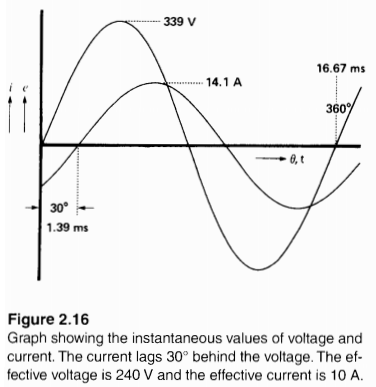 339 V
i e
16.67 ms
14.1 A
360°
θ, t
30°
1.39 ms
Figure 2.16
Graph showing the instantaneous values of voltage and
current. The current lags 30° behind the voltage. The ef-
fective voltage is 240 V and the effective current is 10 A.